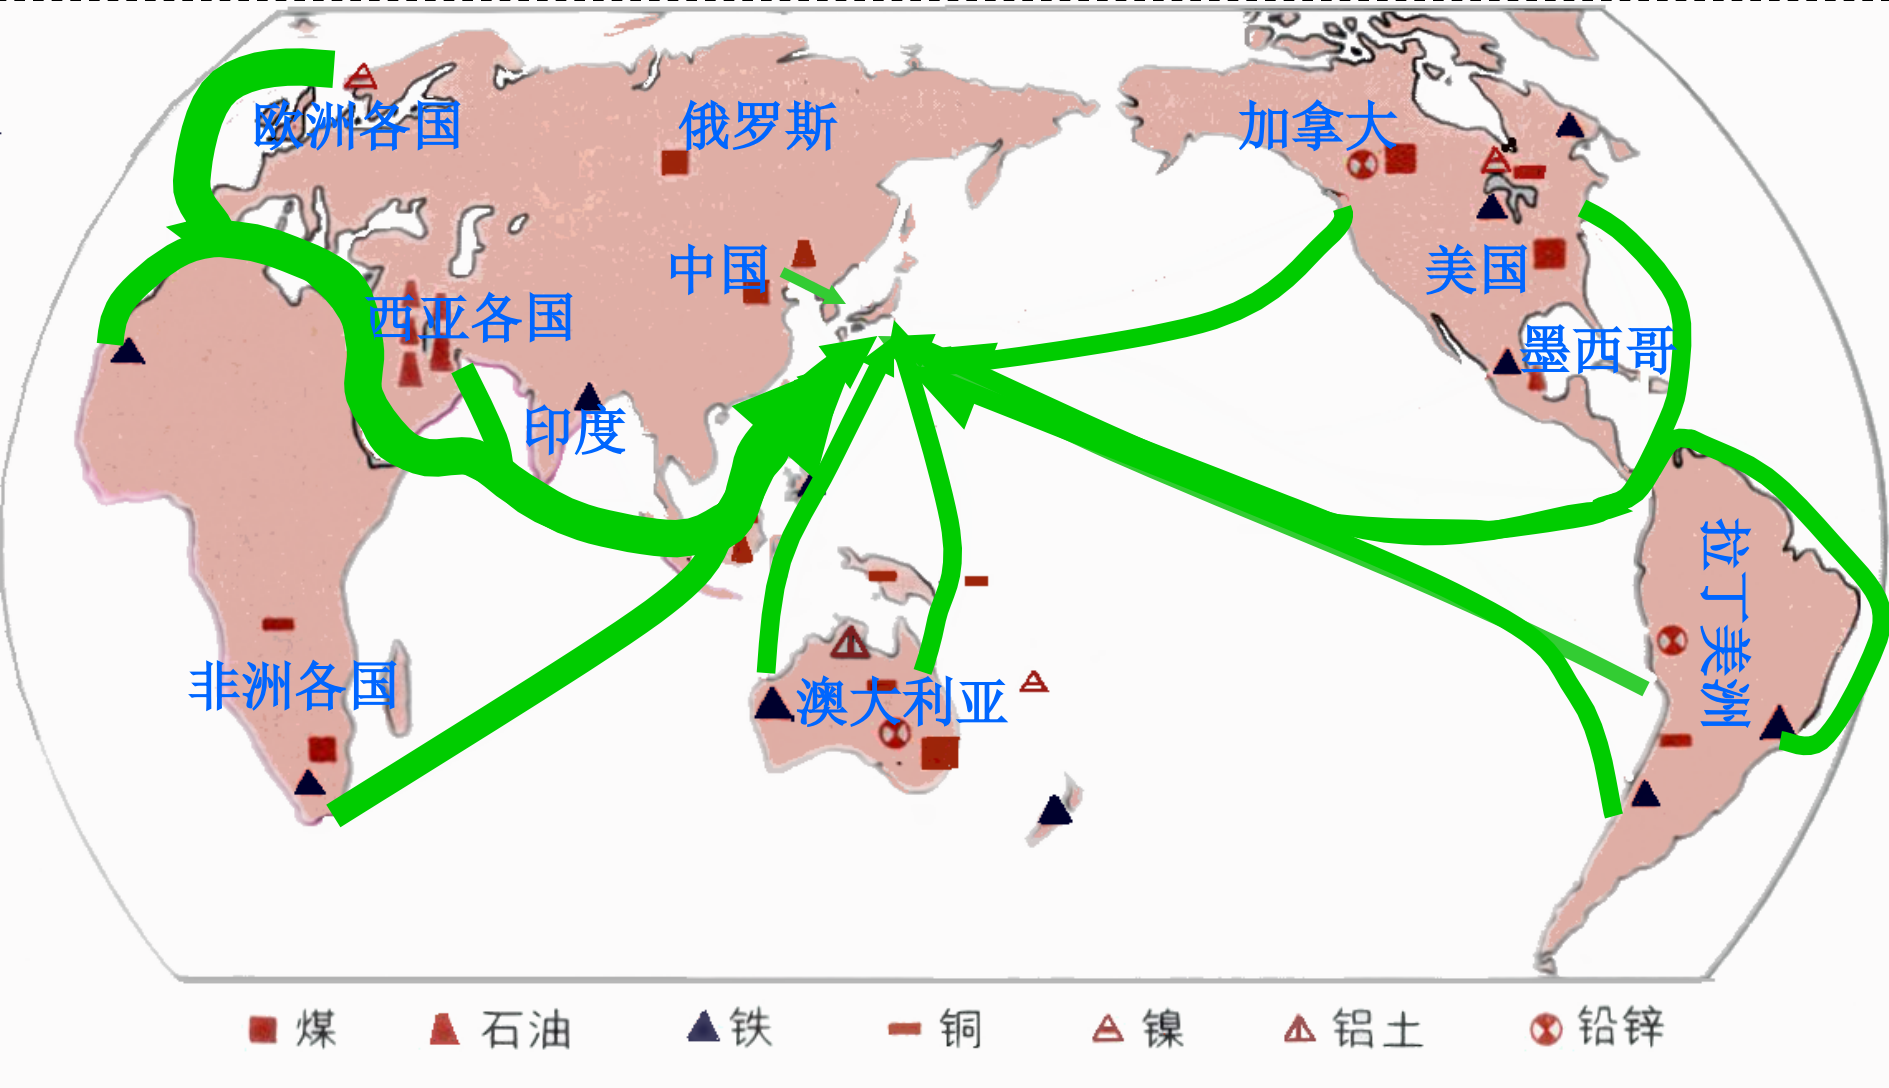 欧洲各国
俄罗斯
加拿大
中国
美国
西亚各国
墨西哥
印度
拉丁美洲
非洲各国
澳大利亚
煤
石油
铁
铜
镍
铝土
铅锌